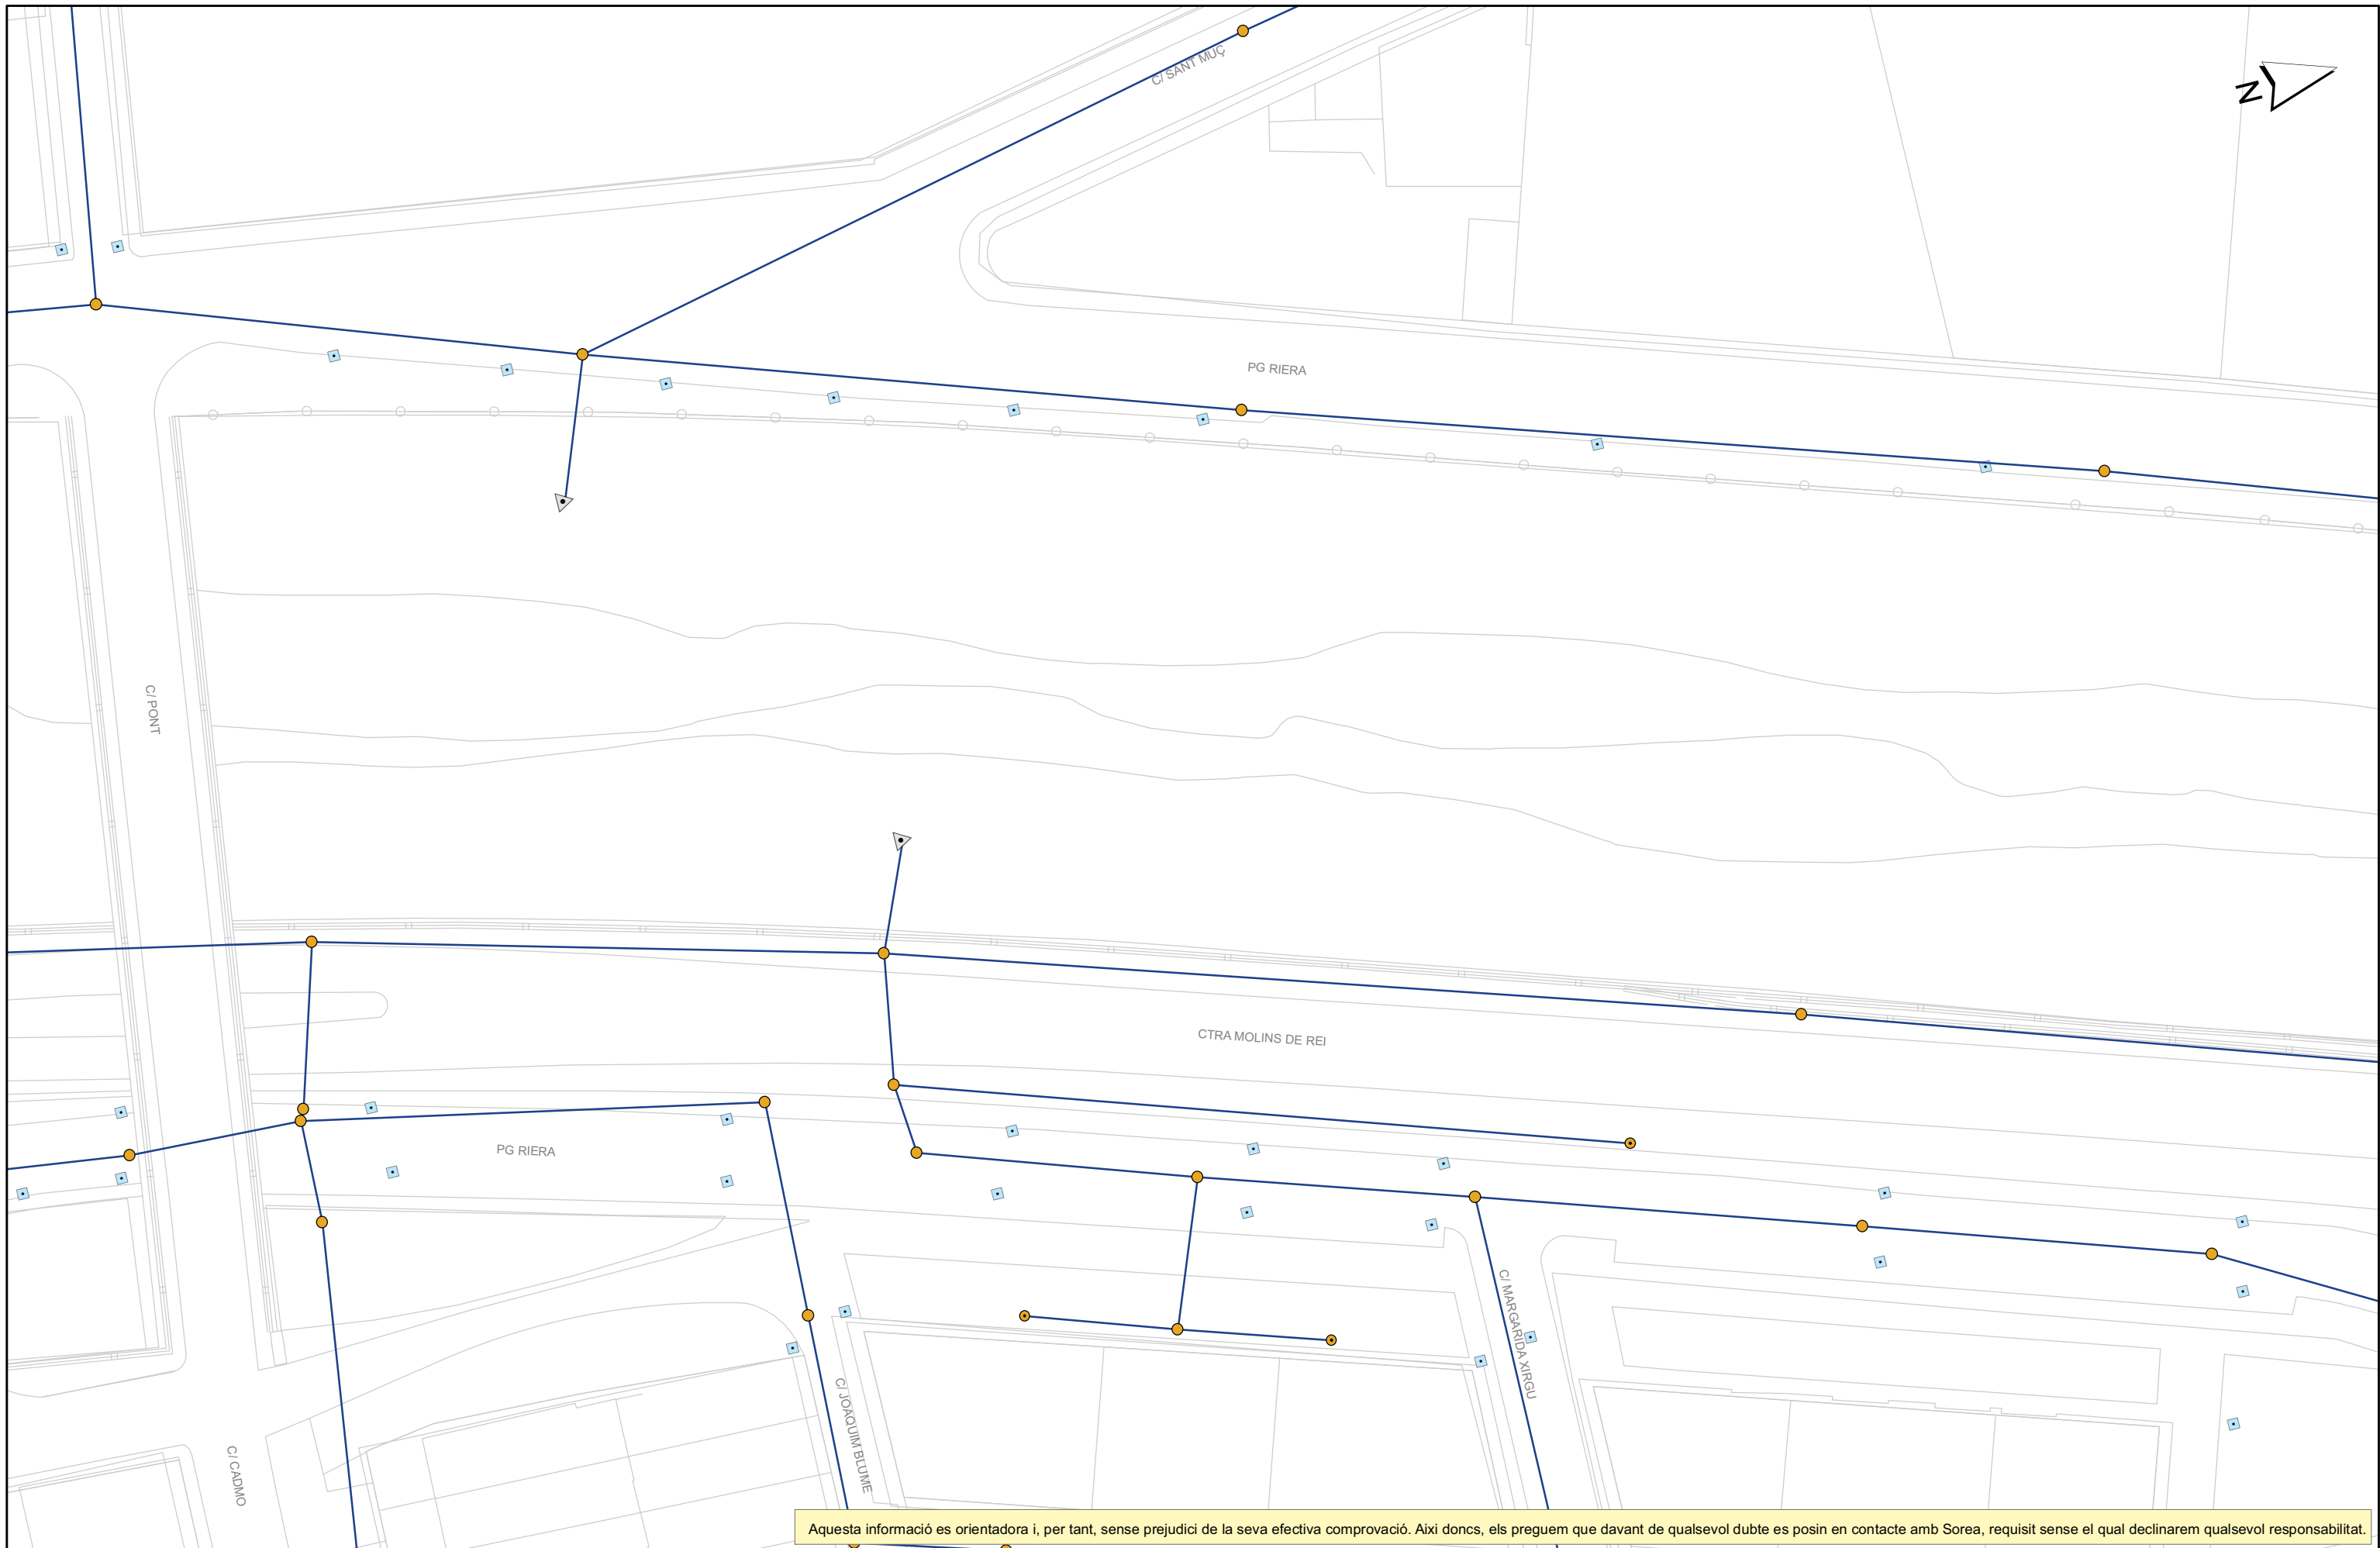 C/ SANT MUÇ
N
PG RIERA
C/ PONT
CTRA MOLINS DE REI
PG RIERA
C/ MARGARIDA XIRGU
C/ JOAQUIM BLUME
C/ CADMO
Aquesta informació es orientadora i, per tant, sense prejudici de la seva efectiva comprovació. Aixi doncs, els preguem que davant de qualsevol dubte es posin en contacte amb Sorea, requisit sense el qual declinarem qualsevol responsabilitat.